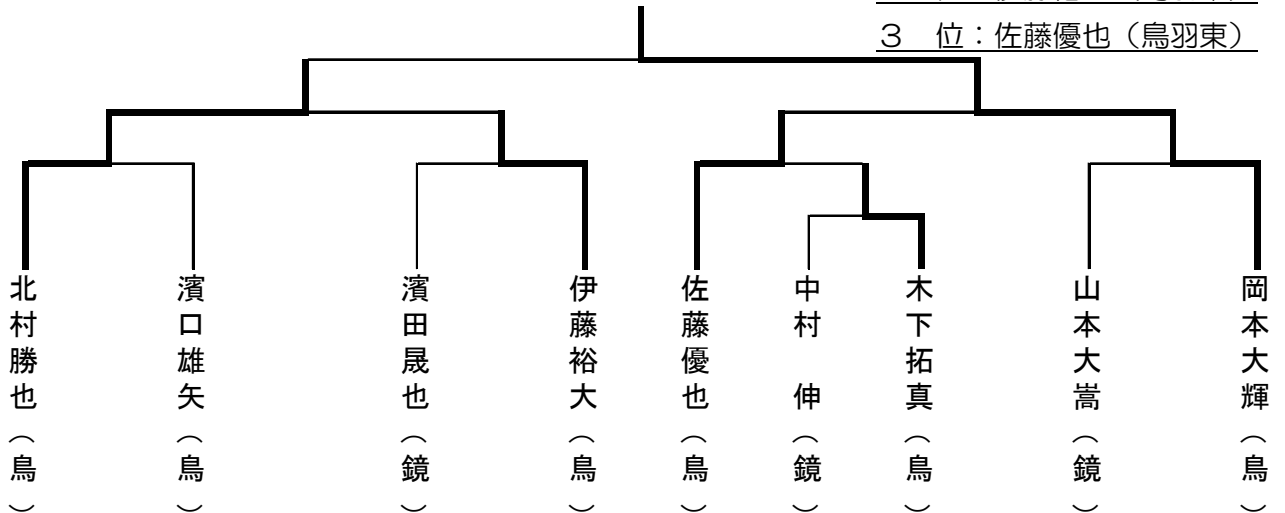 ３　位：佐藤優也（鳥羽東）
北村勝也（鳥）
濱口雄矢（鳥）
濱田晟也（鏡）
伊藤裕大（鳥）
佐藤優也（鳥）
中村　伸（鏡）
木下拓真（鳥）
山本大嵩（鏡）
岡本大輝（鳥）